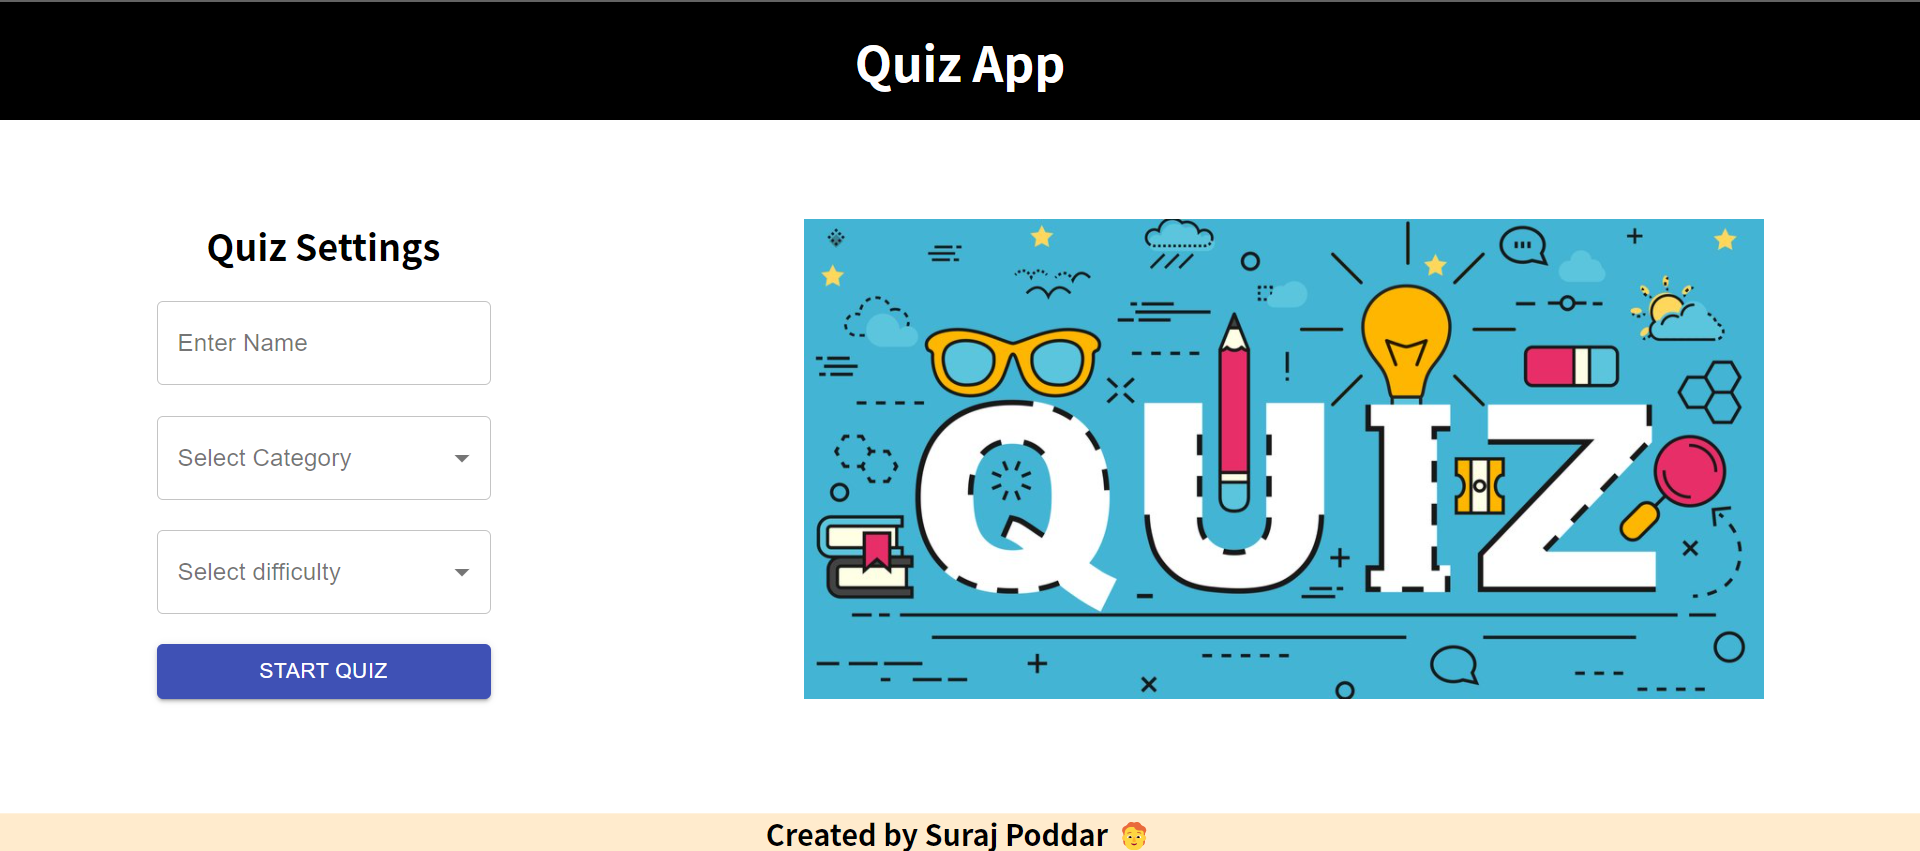 Quiz App
Quiz Settings
Enter Name
Select Category
Select difficulty
START QUIZ
QUIZ
Created by Suraj Poddar 🧑‍🦰